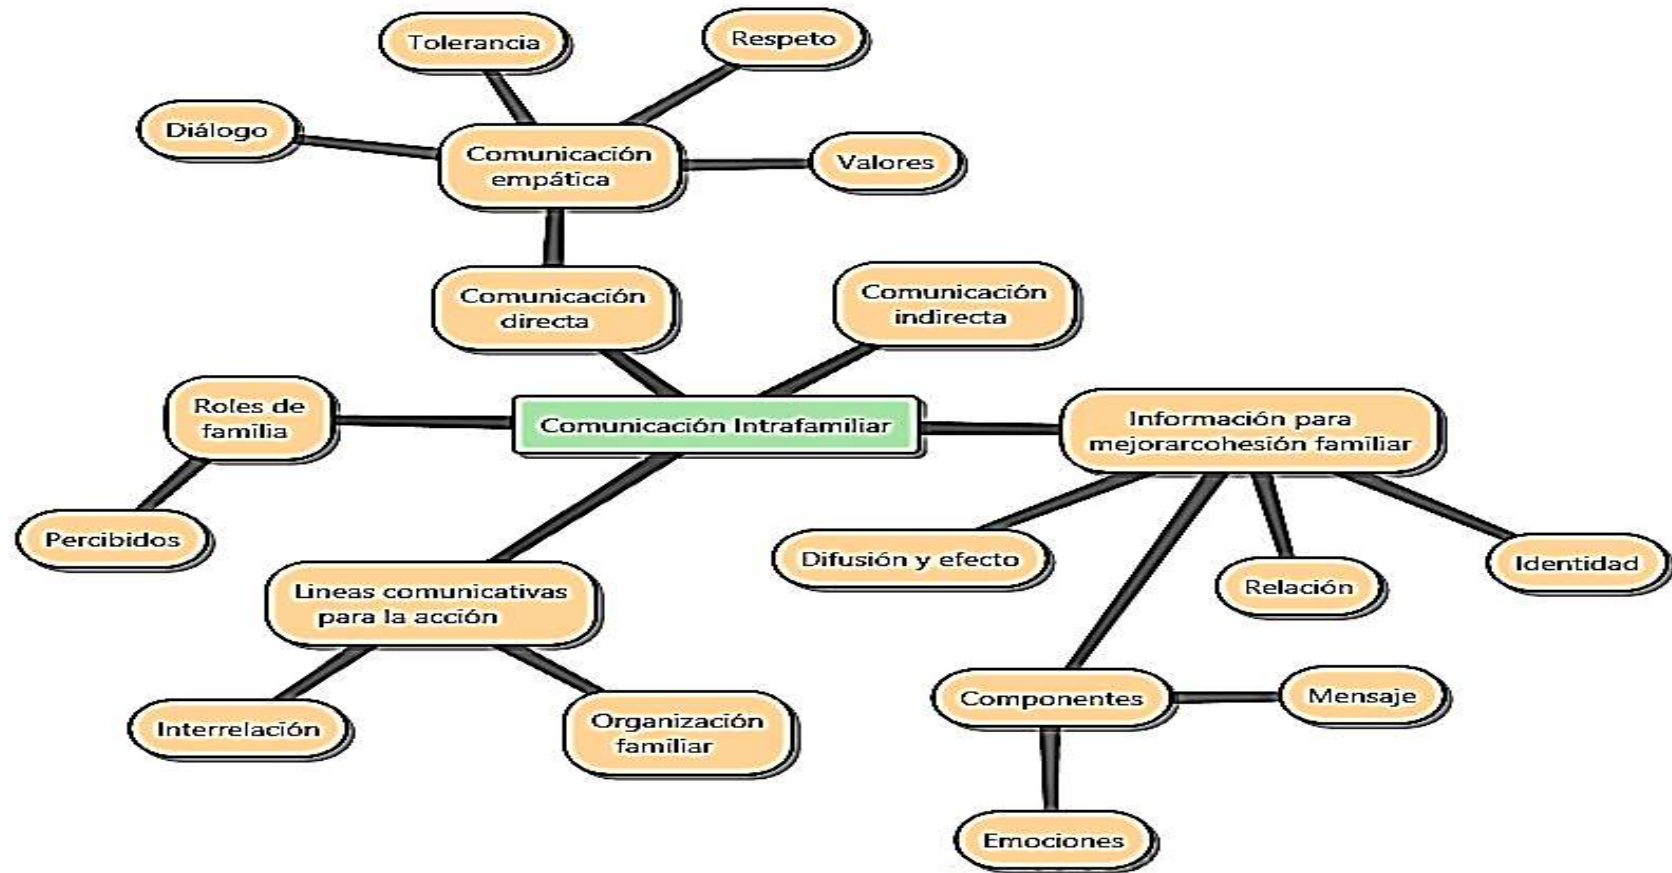 Tolerancia
Respeto
Diálogo
Comunicación
empática
Valores
Comunicación
directa
Comunicación
indirecta
Roles de
familia
Comunicación Intrafamiliar
Información para
mejorarcohesión familiar
Percibidos
Difusión y efecto
Relación
Identidad
Lineas comunicativas
para la acción
Interrelación
Organización
familiar
Componentes
Mensaje
Emociones